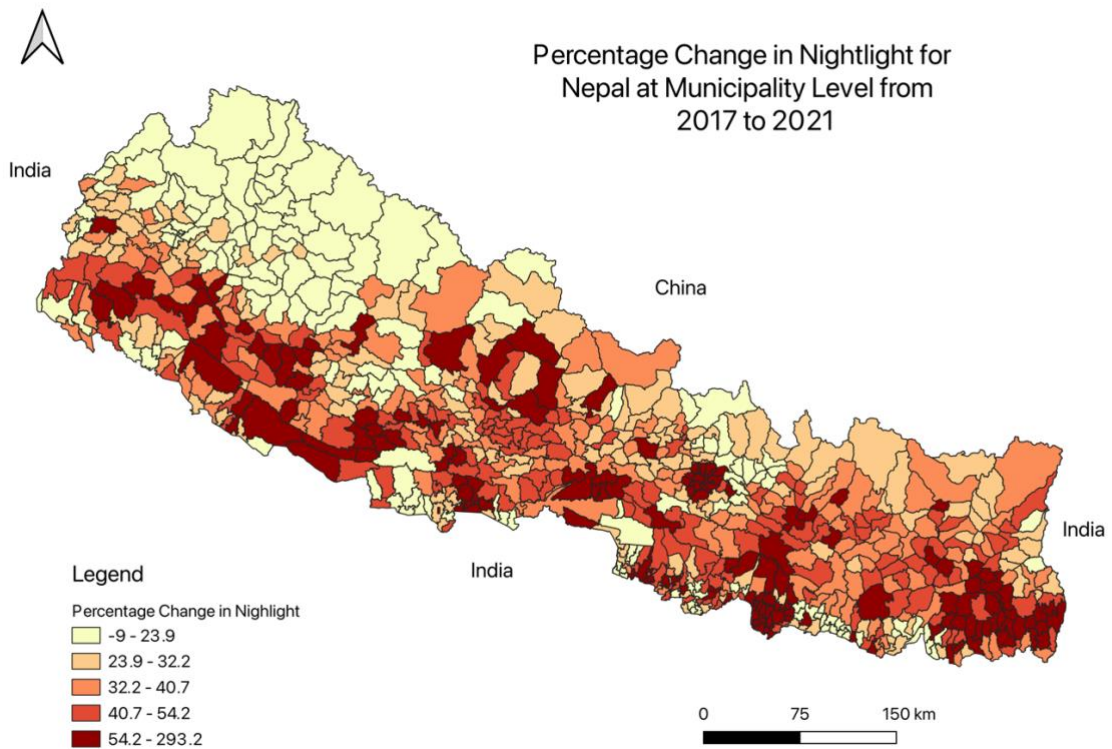 Percentage Change in Nightlight for
Nepal at Municipality Level from
2017 to 2021
India
China
India
India
Legend
Percentage Change in Nighlight
-9 - 23.9
23.9 - 32.2
32.2 - 40.7
40.7 - 54.2
54.2 - 293.2
0 75 150 km